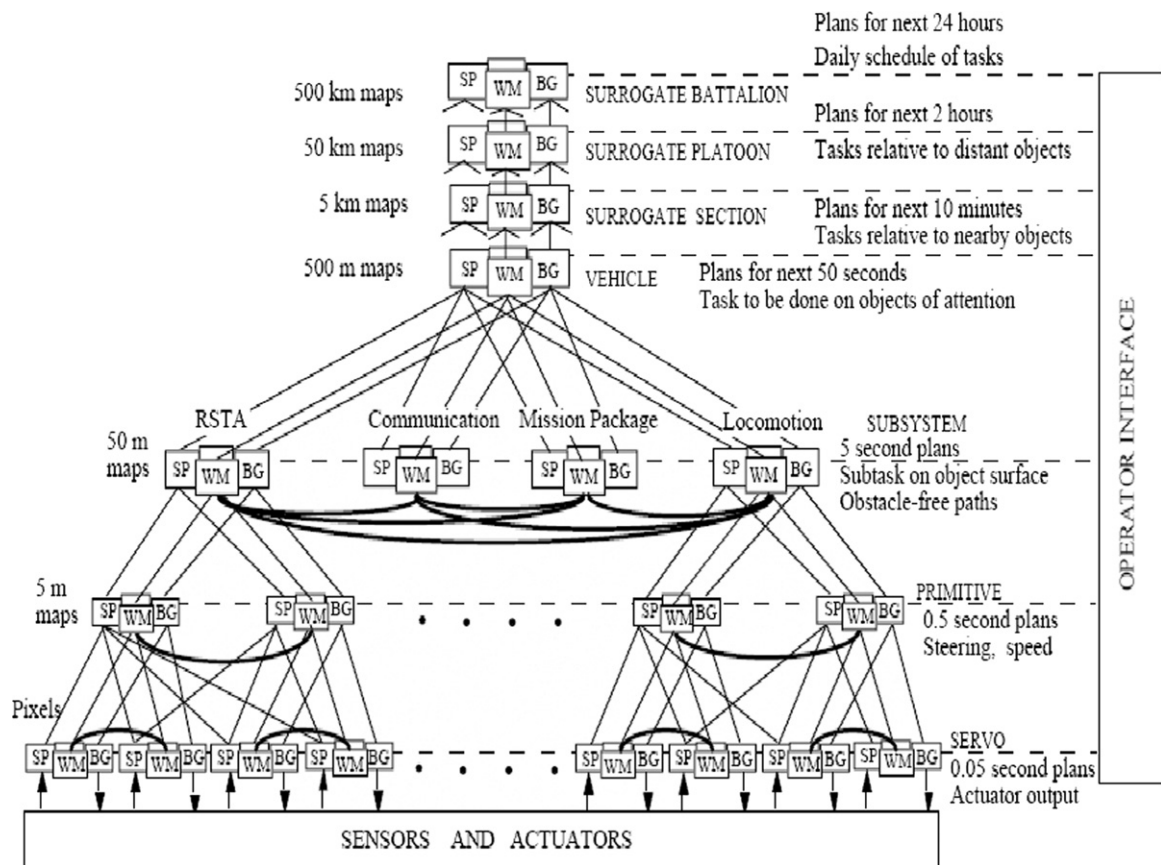 Plans for next 24 hours
Daily schedule of tasks
500 km maps
SP WM BG
SURROGATE BATTALION
Plans for next 2 hours
50 km maps
SP WM BG
SURROGATE PLATOON
Tasks relative to distant objects
5 km maps
SP WM BG
SURROGATE SECTION
Plans for next 10 minutes
Tasks relative to nearby objects
500 m maps
SP WM BG
VEHICLE
Plans for next 50 seconds
Task to be done on objects of attention
RSTA
Communication
Mission Package
Locomotion
SUBSYSTEM
50 m
maps
SP WM BG
SP WM BG
SP WM BG
SP WM BG
5 second plans
Subtask on object surface
Obstacle-free paths
5 m
maps
SP WM BG
SP WM BG
. . . .
SP WM BG
SP WM BG
PRIMITIVE
0.5 second plans
Steering, speed
Pixels
SP WM BG
SP WM BG
SP WM BG
SP WM BG
. . . .
SP WM BG
SP WM BG
SP WM BG
SP WM BG
SERVO
0.05 second plans
Actuator output
SENSORS AND ACTUATORS
OPERATOR INTERFACE